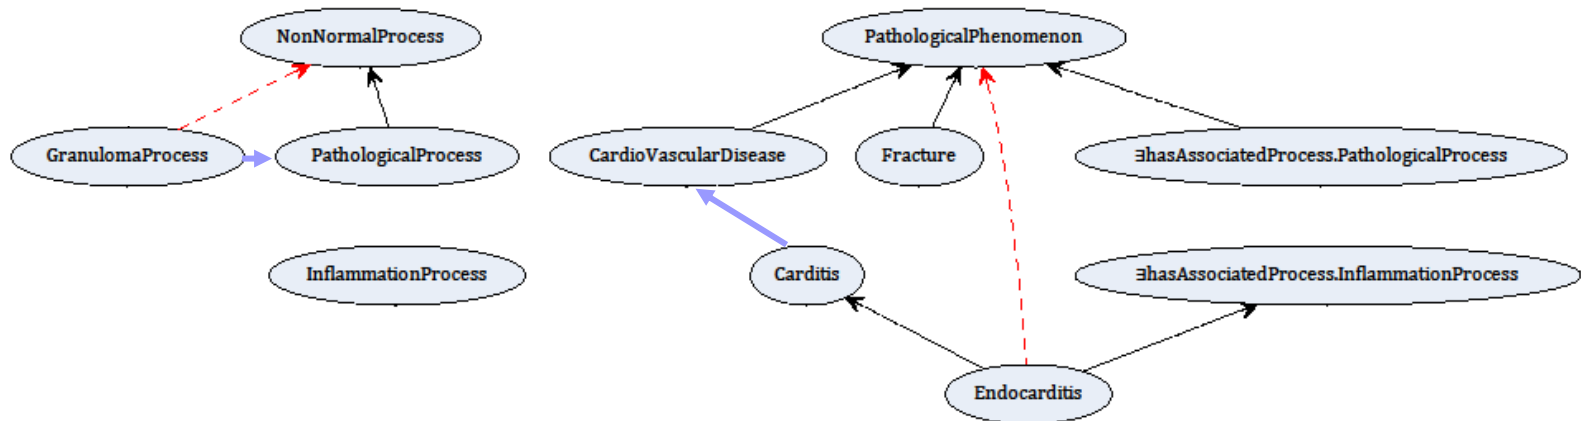 NonNormalProcess
PathologicalPhenomenon
GranulomaProcess
PathologicalProcess
CardioVascularDisease
Fracture
∃hasAssociatedProcess.PathologicalProcess
InflammationProcess
Carditis
∃hasAssociatedProcess.InflammationProcess
Endocarditis